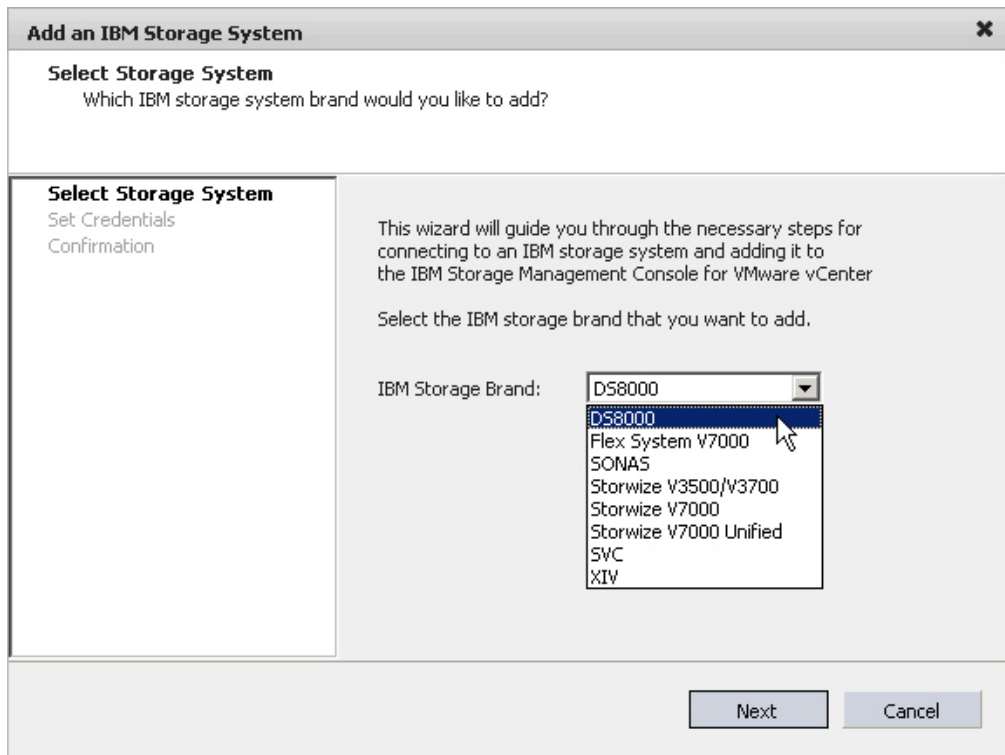 Add an IBM Storage System
Select Storage System
Which IBM storage system brand would you like to add?
Select Storage System
Set Credentials
Confirmation
This wizard will guide you through the necessary steps for
connecting to an IBM storage system and adding it to
the IBM Storage Management Console for VMware vCenter
Select the IBM storage brand that you want to add.
IBM Storage Brand: DS8000
DS8000
Flex System V7000
SONAS
Storwize V3500/V3700
Storwize V7000
Storwize V7000 Unified
SVC
XIV
Next Cancel